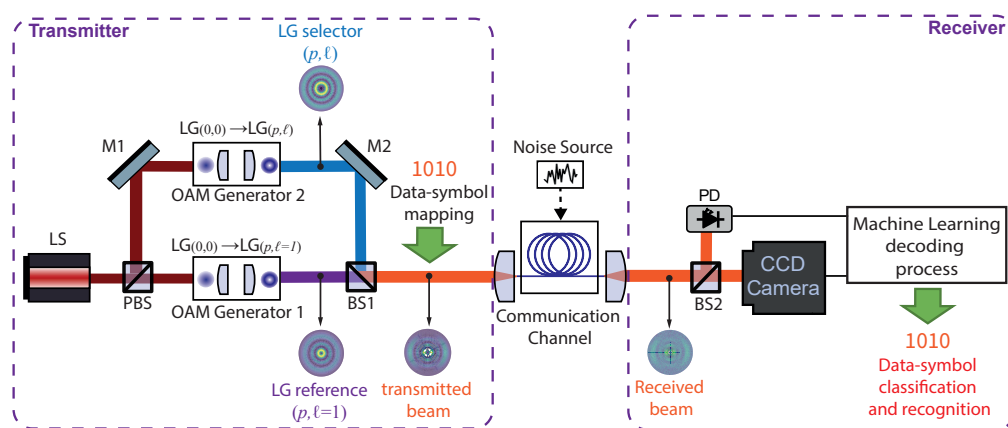 Transmitter
LG selector
(p,ℓ)
Receiver
M1
LG(0,0)→LG(p,ℓ)
OAM Generator 2
M2
1010
Data-symbol
mapping
Noise Source
LS
PBS
LG(0,0)→LG(p,ℓ=1)
OAM Generator 1
BS1
Communication
Channel
PD
BS2
CCD
Camera
Machine Learning
decoding
process
LG reference
(p,ℓ=1)
transmitted
beam
Received
beam
1010
Data-symbol
classification
and recognition